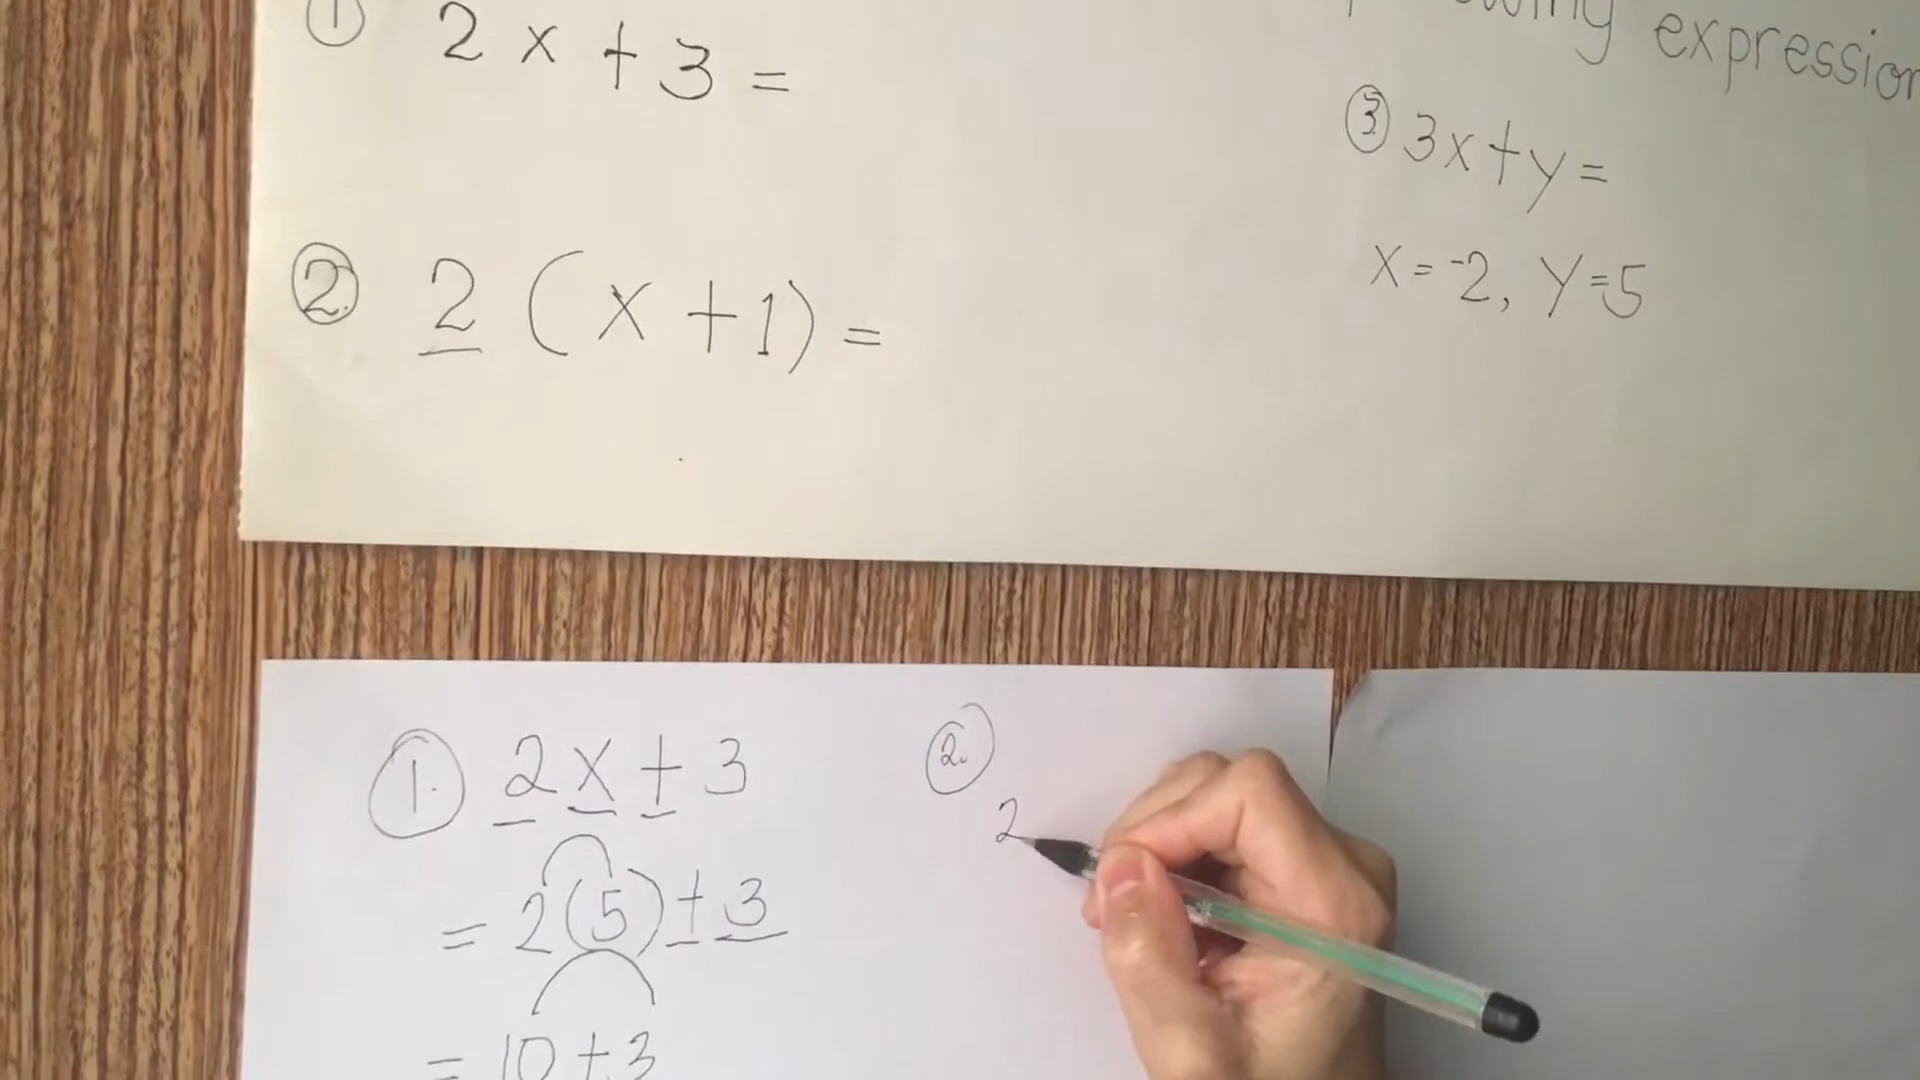 ① 2x + 3 =
② 2 (x + 1) =
expression
③ 3x + y =
x = -2, y = 5
① 2x + 3
= 2(5) + 3
= 10 + 3
②
2